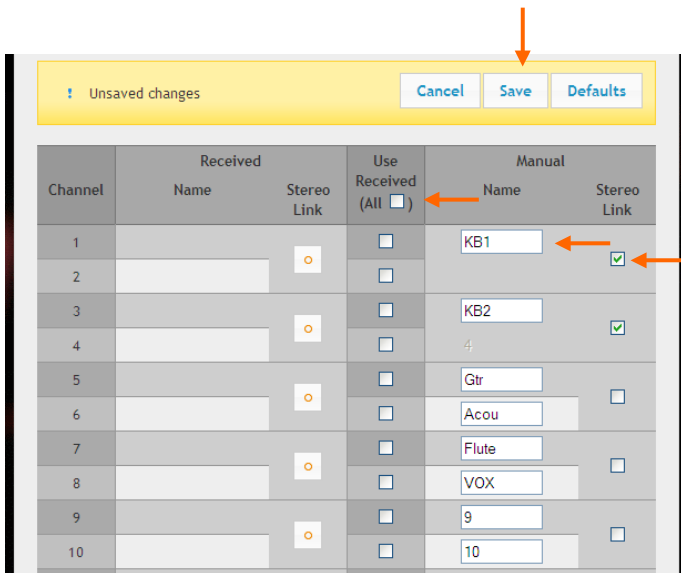 ! Unsaved changes Cancel Save Defaults
Received Use Manual
Channel Name Stereo Received Name Stereo
Link (All ) Link
1 KB1
2
3 KB2
4 4
5 Gtr
6 Acou
7 Flute
8 VOX
9 9
10 10